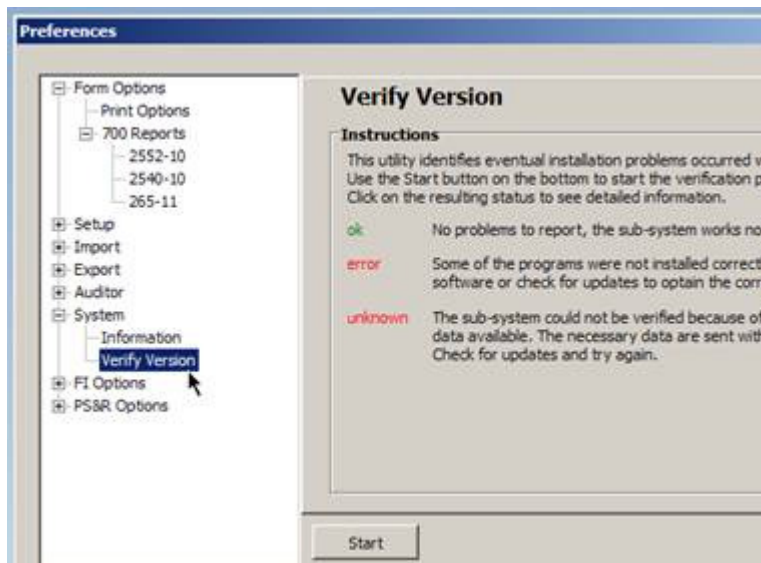 Preferences
Form Options
Print Options
700 Reports
2552-10
2540-10
265-11
Setup
Import
Export
Auditor
System
Information
Verify Version
FI Options
PS&R Options
Verify Version
Instructions
This utility identifies eventual installation problems occurred
Use the Start button on the bottom to start the verification
Click on the resulting status to see detailed information.
ok No problems to report, the sub-system works
error Some of the programs were not installed
software or check for updates to optain the
unknown The sub-system could not be verified because of
data available. The necessary data are sent
Check for updates and try again.
Start